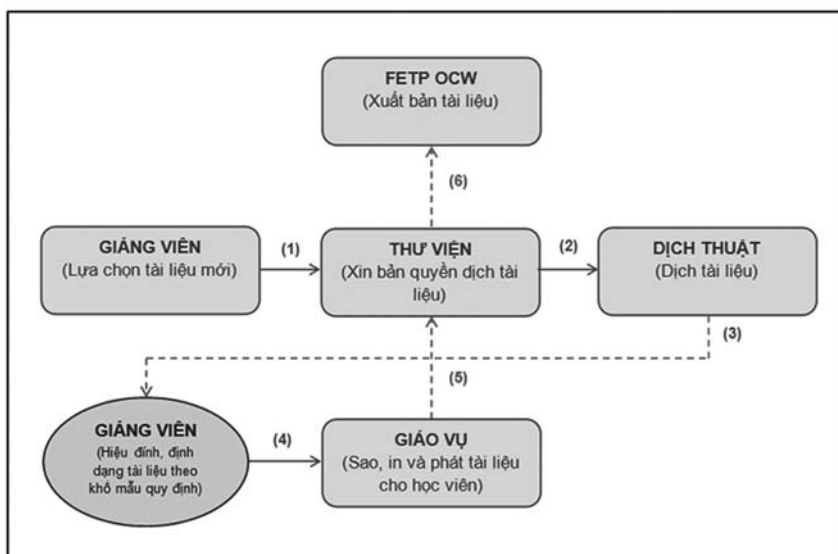 FETP OCW
(Xuất bản tài liệu)
(6)
GIẢNG VIÊN
(Lựa chọn tài liệu mới)
(1)
THƯ VIỆN
(Xin bản quyền dịch tài
liệu)
(2)
DỊCH THUẬT
(Dịch tài liệu)
(3)
(5)
GIẢNG VIÊN
(Hiệu đính, định
dạng tài liệu theo
khổ mẫu quy định)
(4)
GIÁO VỤ
(Sao, in và phát tài liệu
cho học viên)